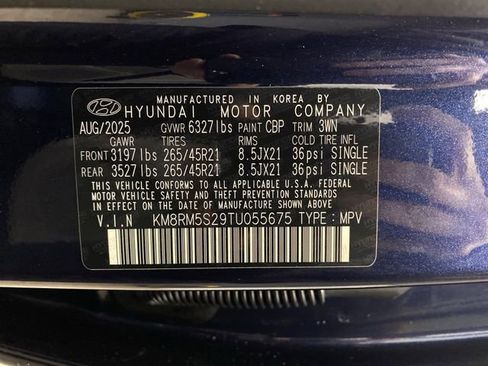 MANUFACTURED IN KOREA BY
HYUNDAI MOTOR COMPANY
AUG/2025 GVWR 6327lbs PAINT CBP TRIM 3WN
GAWR TIRES RIMS COLD TIRE INFL
FRONT 3197 lbs 265/45R21 8.5JX21 36psi SINGLE
REAR 3527 lbs 265/45R21 8.5JX21 36psi SINGLE
THIS VEHICLE CONFORMS TO ALL APPLICABLE U.S.A. FEDERAL
MOTOR VEHICLE SAFETY AND THEFT PREVENTION STANDARDS
IN EFFECT ON THE DATE OF MANUFACTURE SHOWN ABOVE.
V.I.N KM8RM5S29TU055675 TYPE : MPV